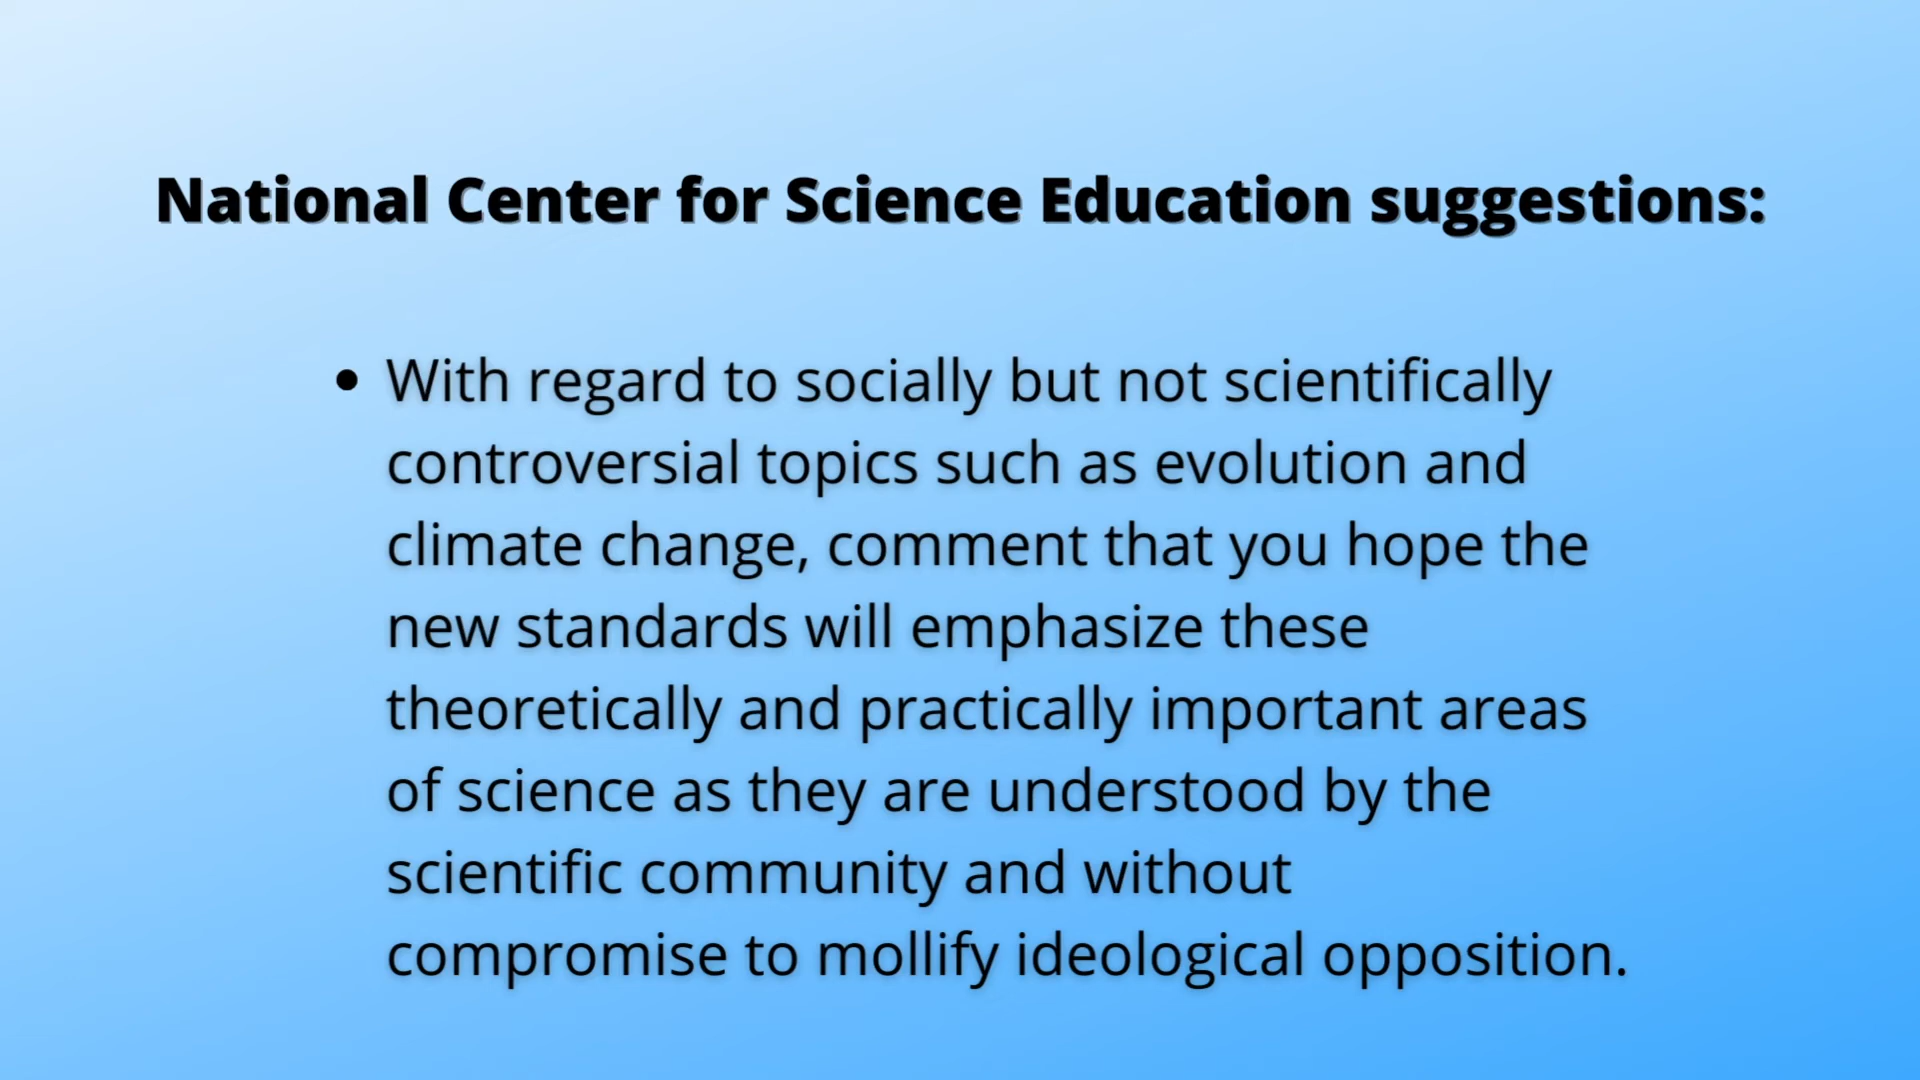 National Center for Science Education suggestions:
• With regard to socially but not scientifically
controversial topics such as evolution and
climate change, comment that you hope the
new standards will emphasize these
theoretically and practically important areas
of science as they are understood by the
scientific community and without
compromise to mollify ideological opposition.